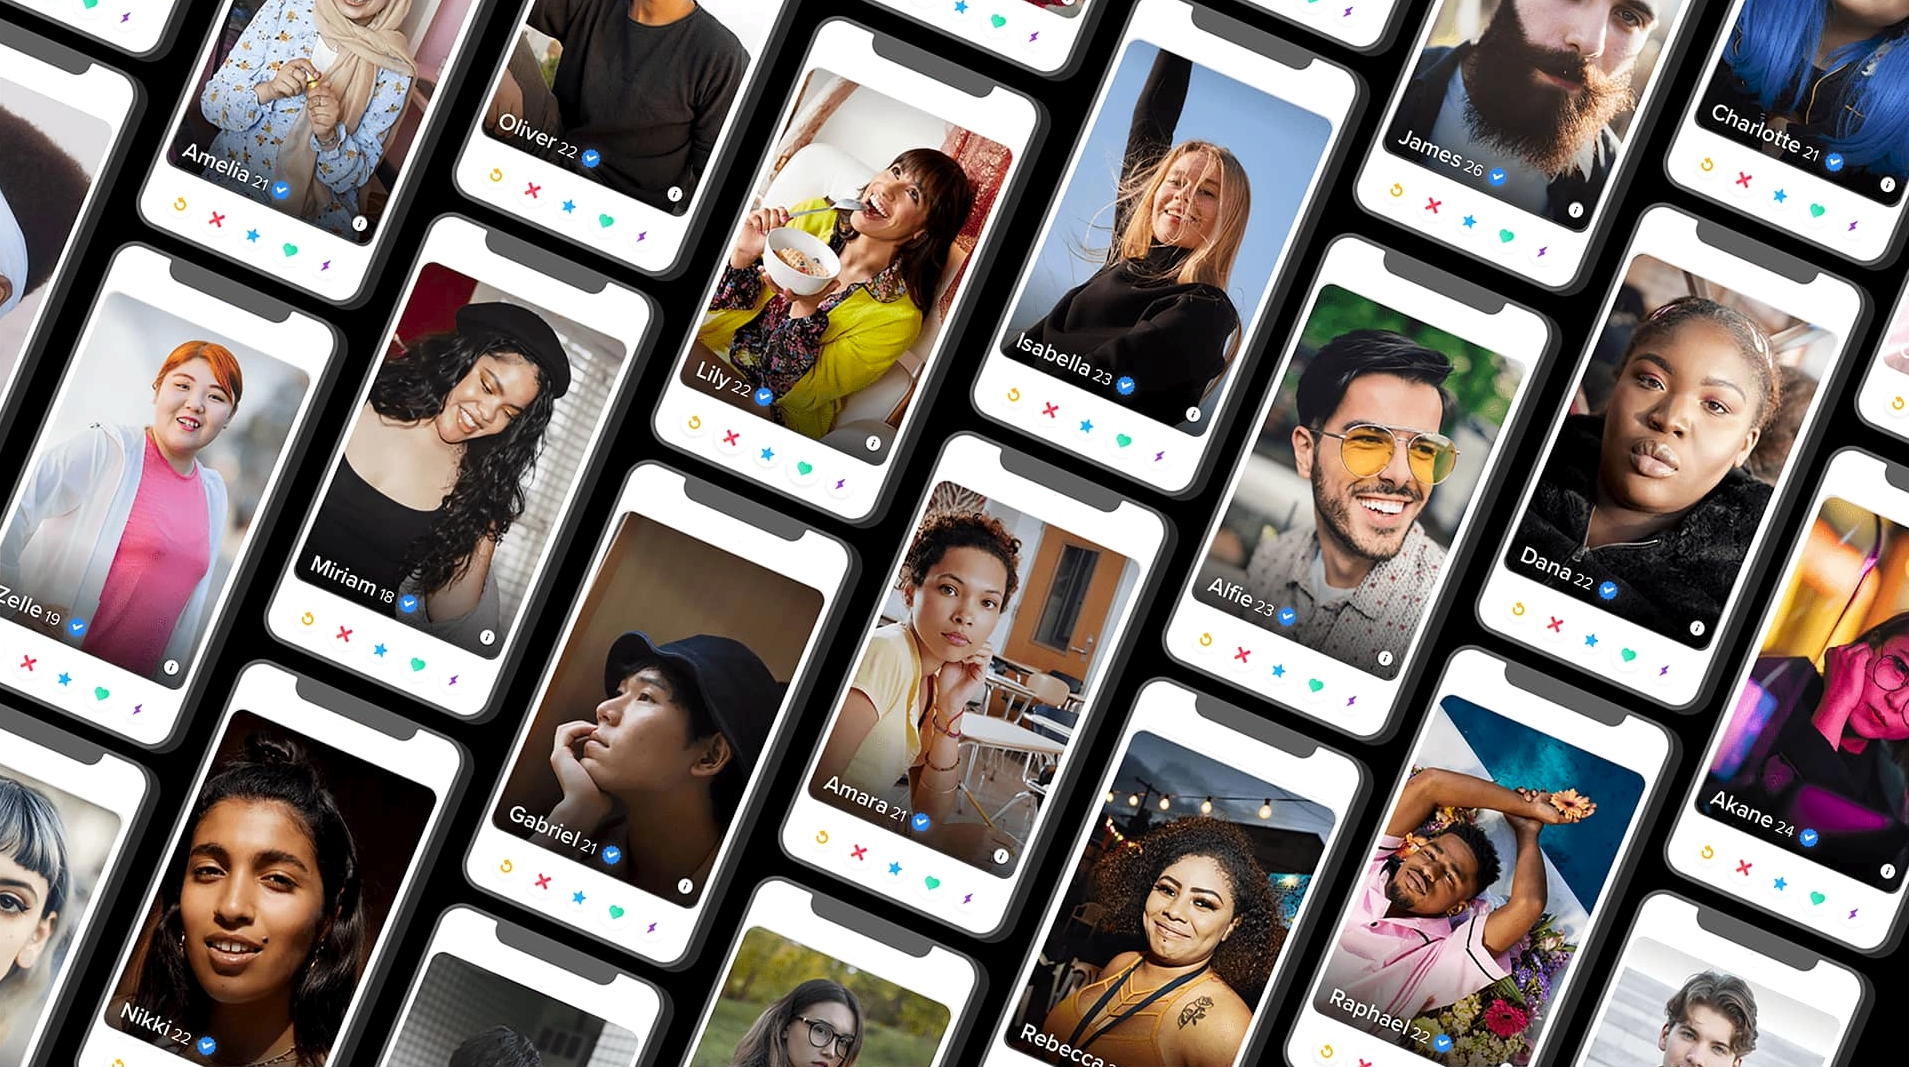 Amelia 21
Oliver 22
Lily 22
Isabella 23
James 26
Charlotte 21
Zelle 19
Miriam 18
Gabriel 21
Amara 21
Alfie 23
Dana 22
Nikki 22
Rebecca
Raphael 22
Akane 24